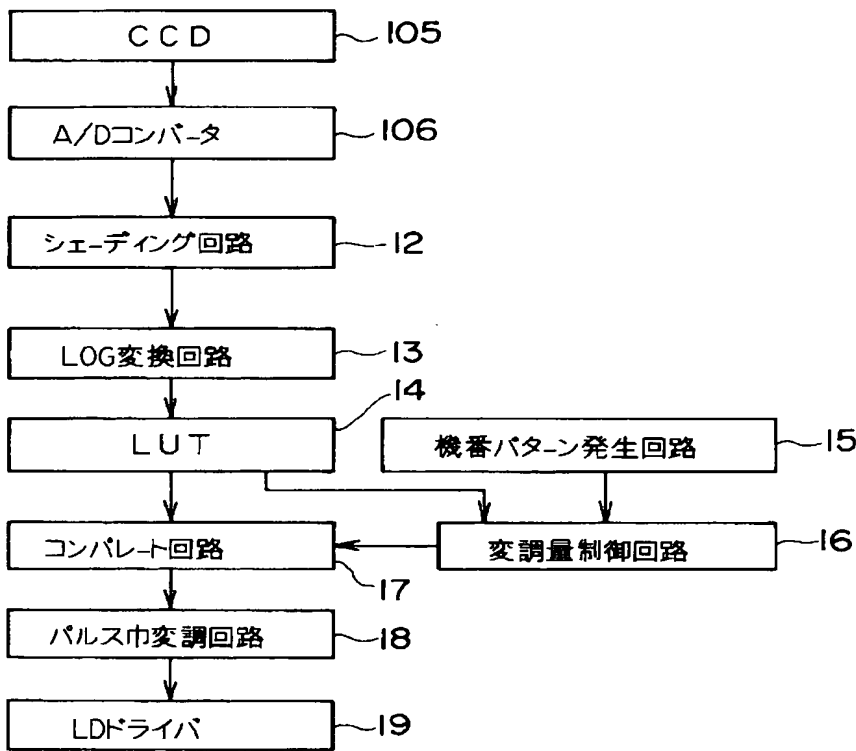 CCD
105
A/Dコンバータ
106
シェーディング回路
12
LOG変換回路
13
14
LUT
機番パターン発生回路
15
コンパレート回路
変調量制御回路
16
17
パルス巾変調回路
18
LDドライバ
19